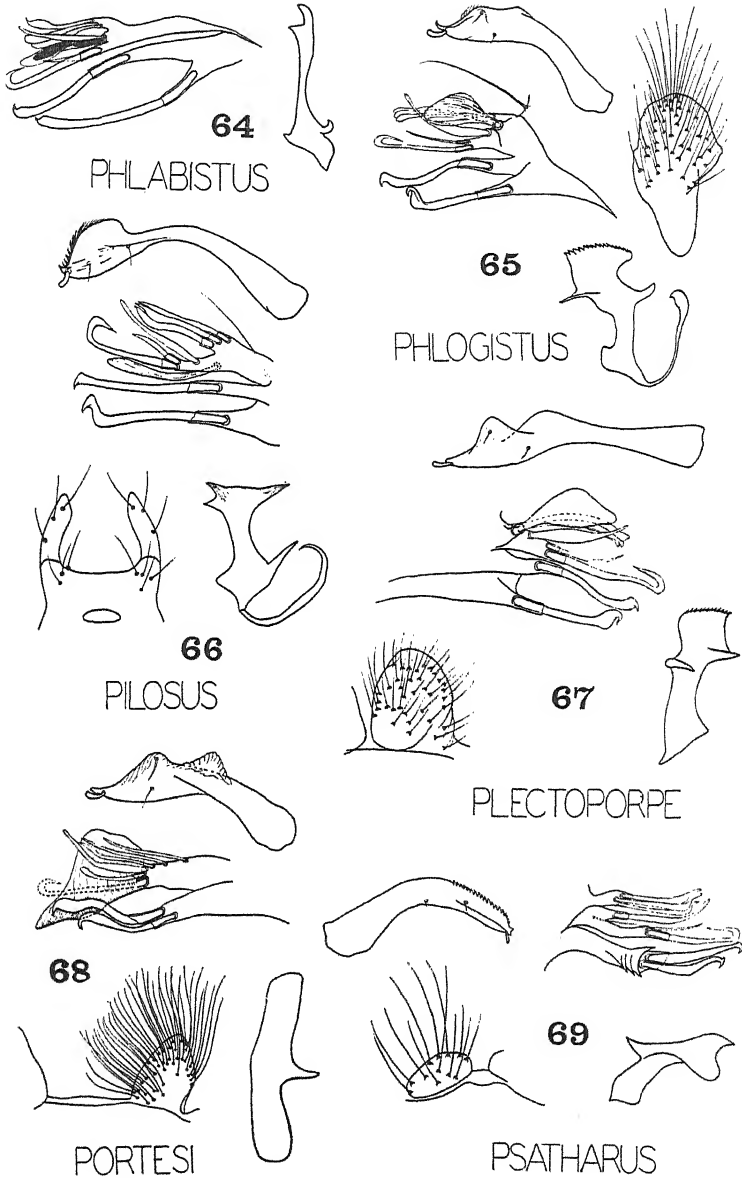 64
PHLABISTUS
65
PHLOGISTUS
66
PILOSUS
67
PLECTOPORPE
68
PORTESI
69
PSATHARUS